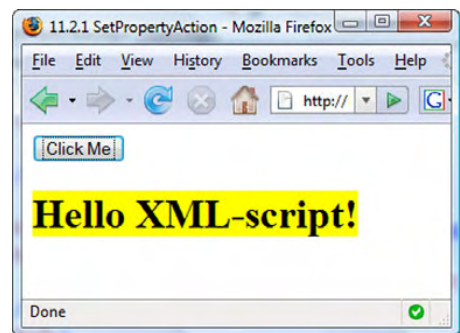 11.2.1 SetPropertyAction - Mozilla Firefox
File Edit View History Bookmarks Tools Help
http:// G
Click Me
Hello XML-script!
Done